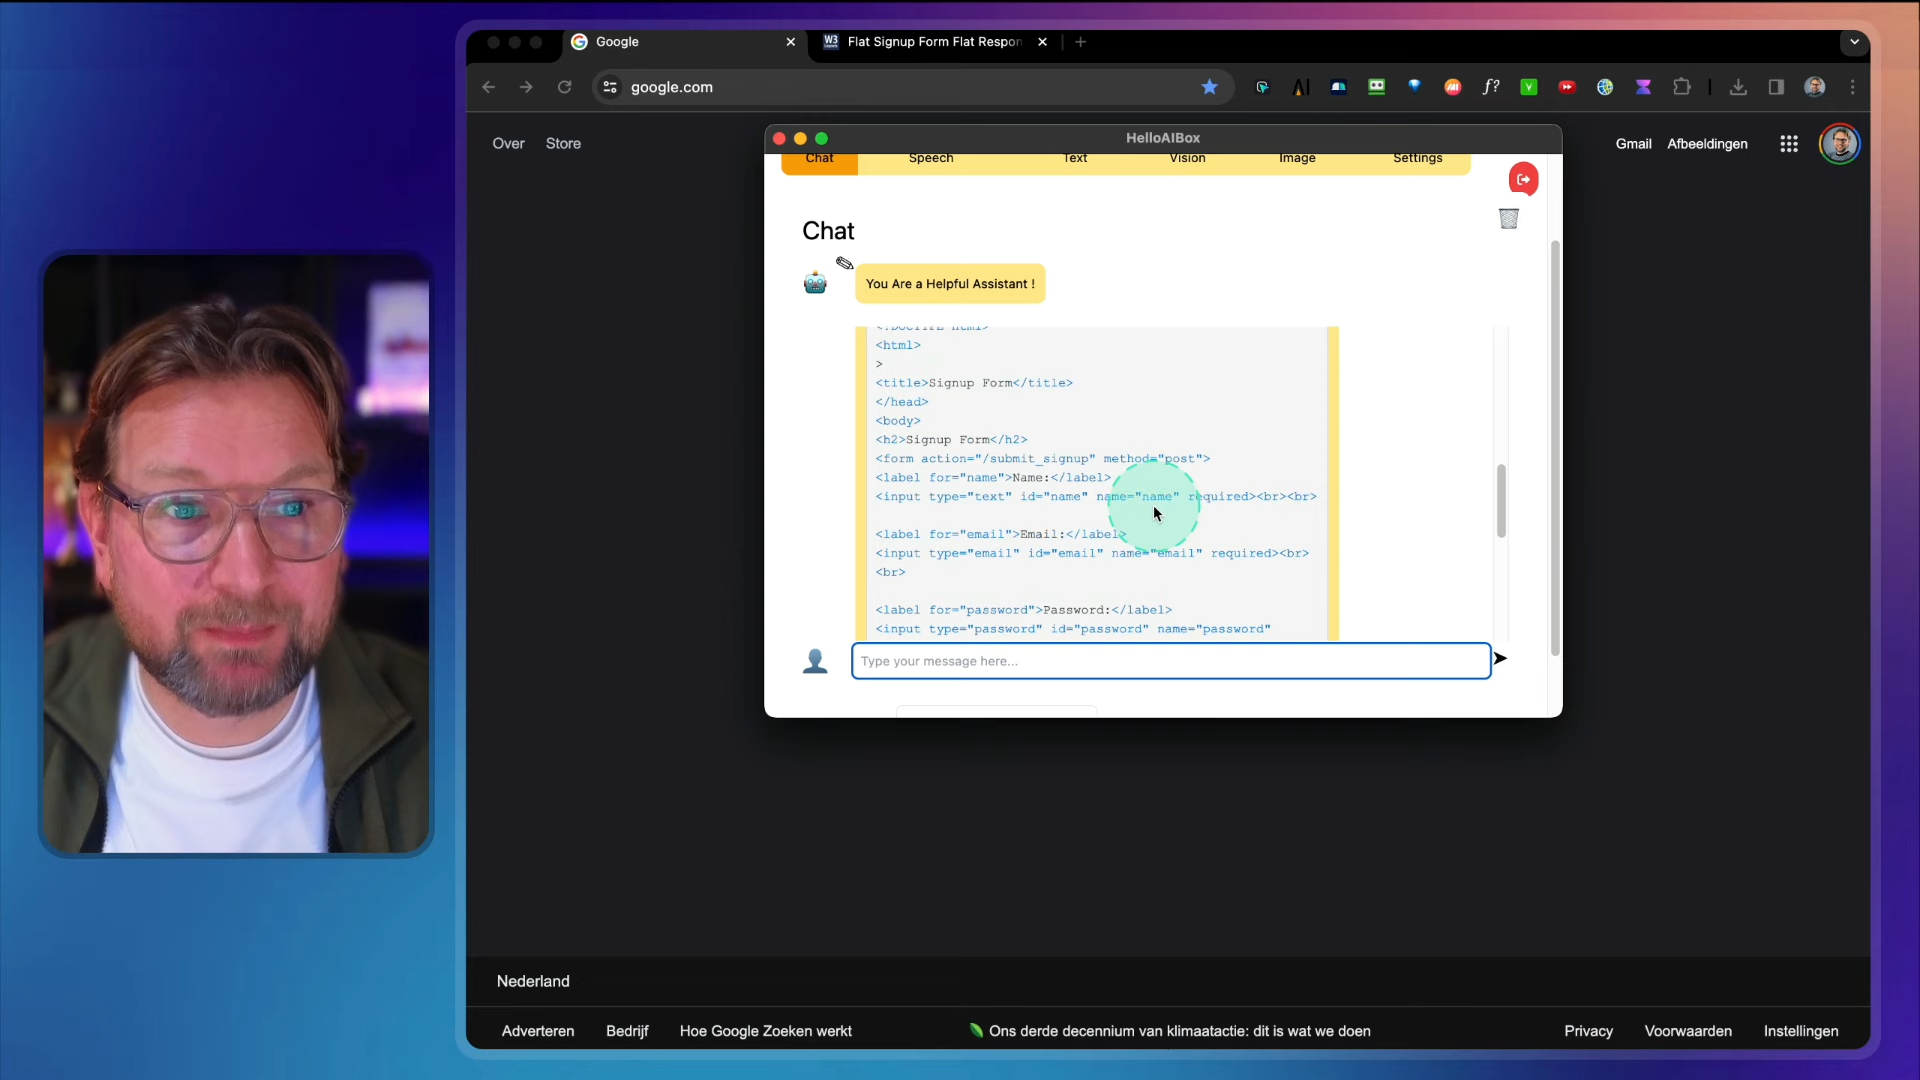 Google
W3 Layouts Flat Signup Form Flat Respon
google.com
Over Store
Gmail Afbeeldingen
HelloAIBox
Chat Speech Text Vision Image Settings
Chat
You Are a Helpful Assistant !
<!DOCTYPE html>
<html>
>
<title>Signup Form</title>
</head>
<body>
<h2>Signup Form</h2>
<form action="/submit_signup" method="post">
<label for="name">Name:</label>
<input type="text" id="name" name="name" required><br><br>
<label for="email">Email:</label>
<input type="email" id="email" name="email" required><br>
<br>
<label for="password">Password:</label>
<input type="password" id="password" name="password"
Type your message here...
Nederland
Adverteren Bedrijf Hoe Google Zoeken werkt Ons derde decennium van klimaatactie: dit is wat we doen Privacy Voorwaarden Instellingen